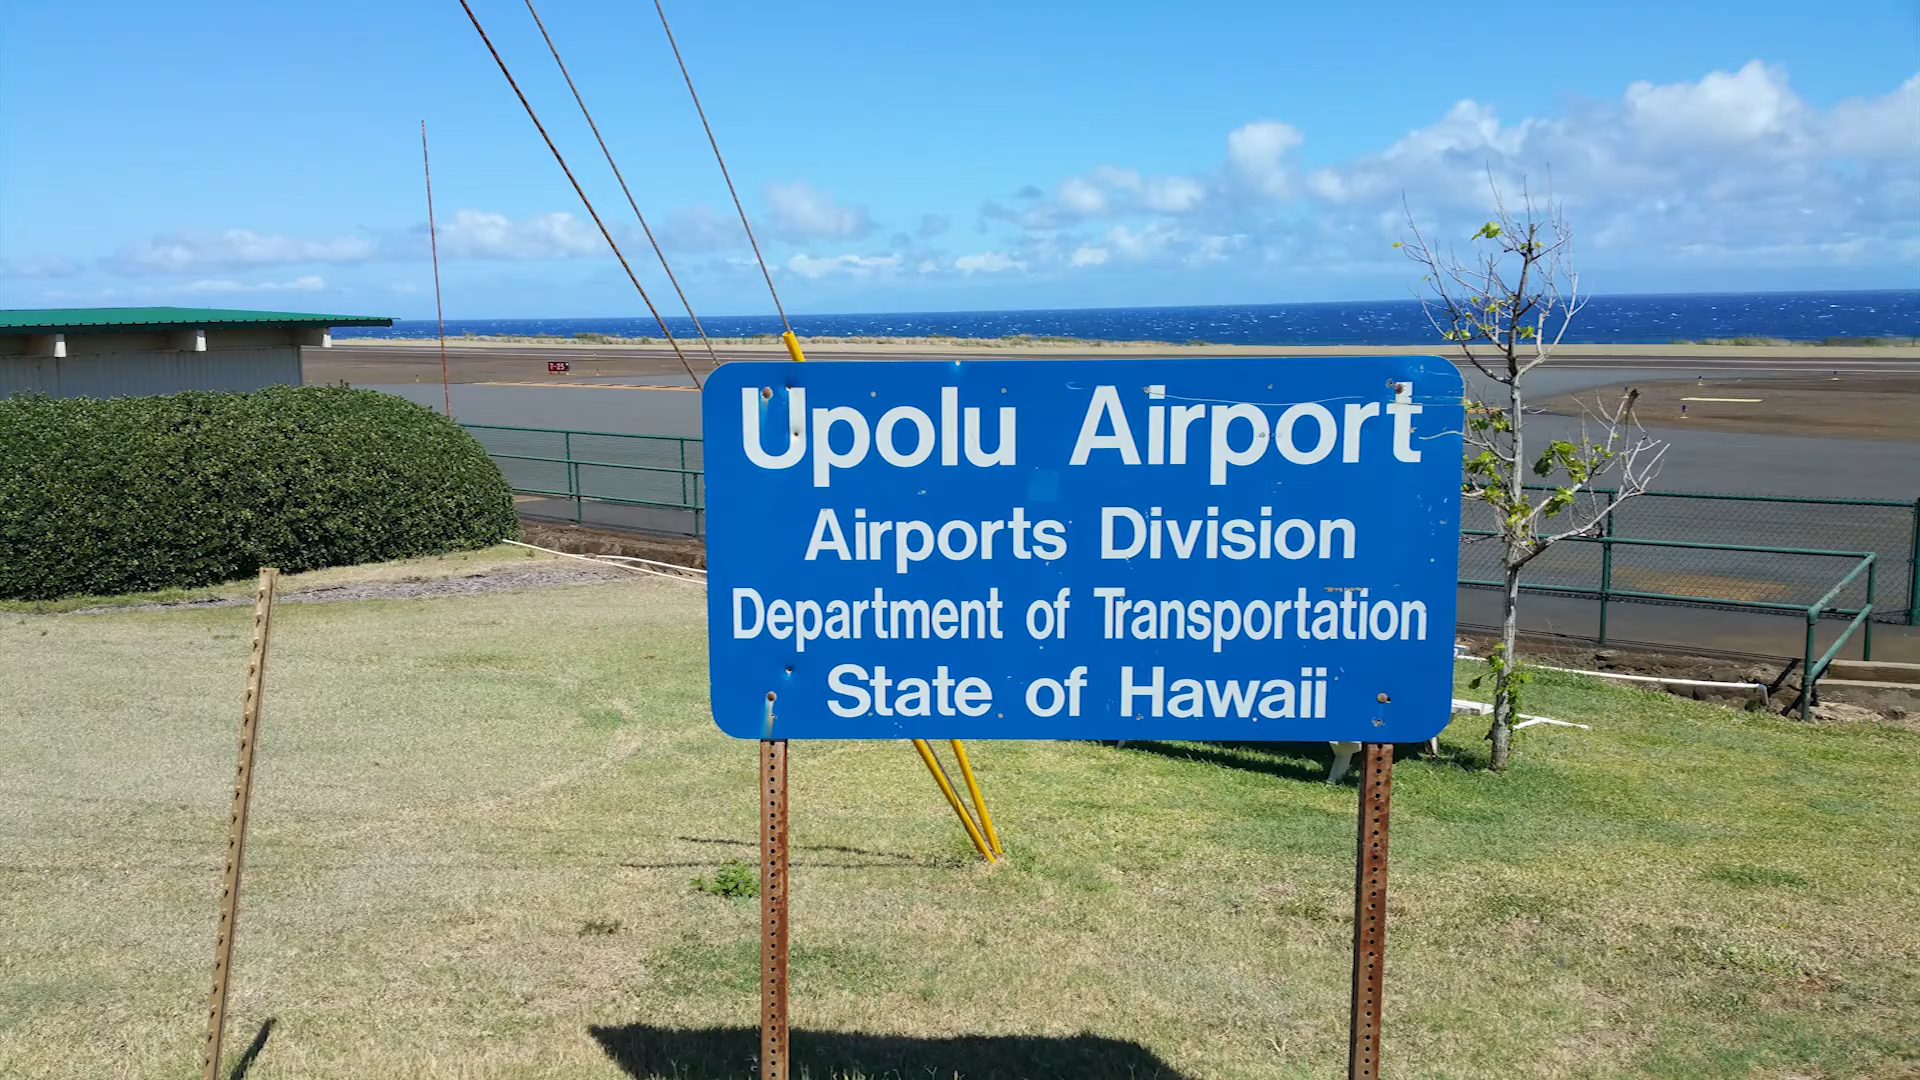 Upolu Airport
Airports Division
Department of Transportation
State of Hawaii